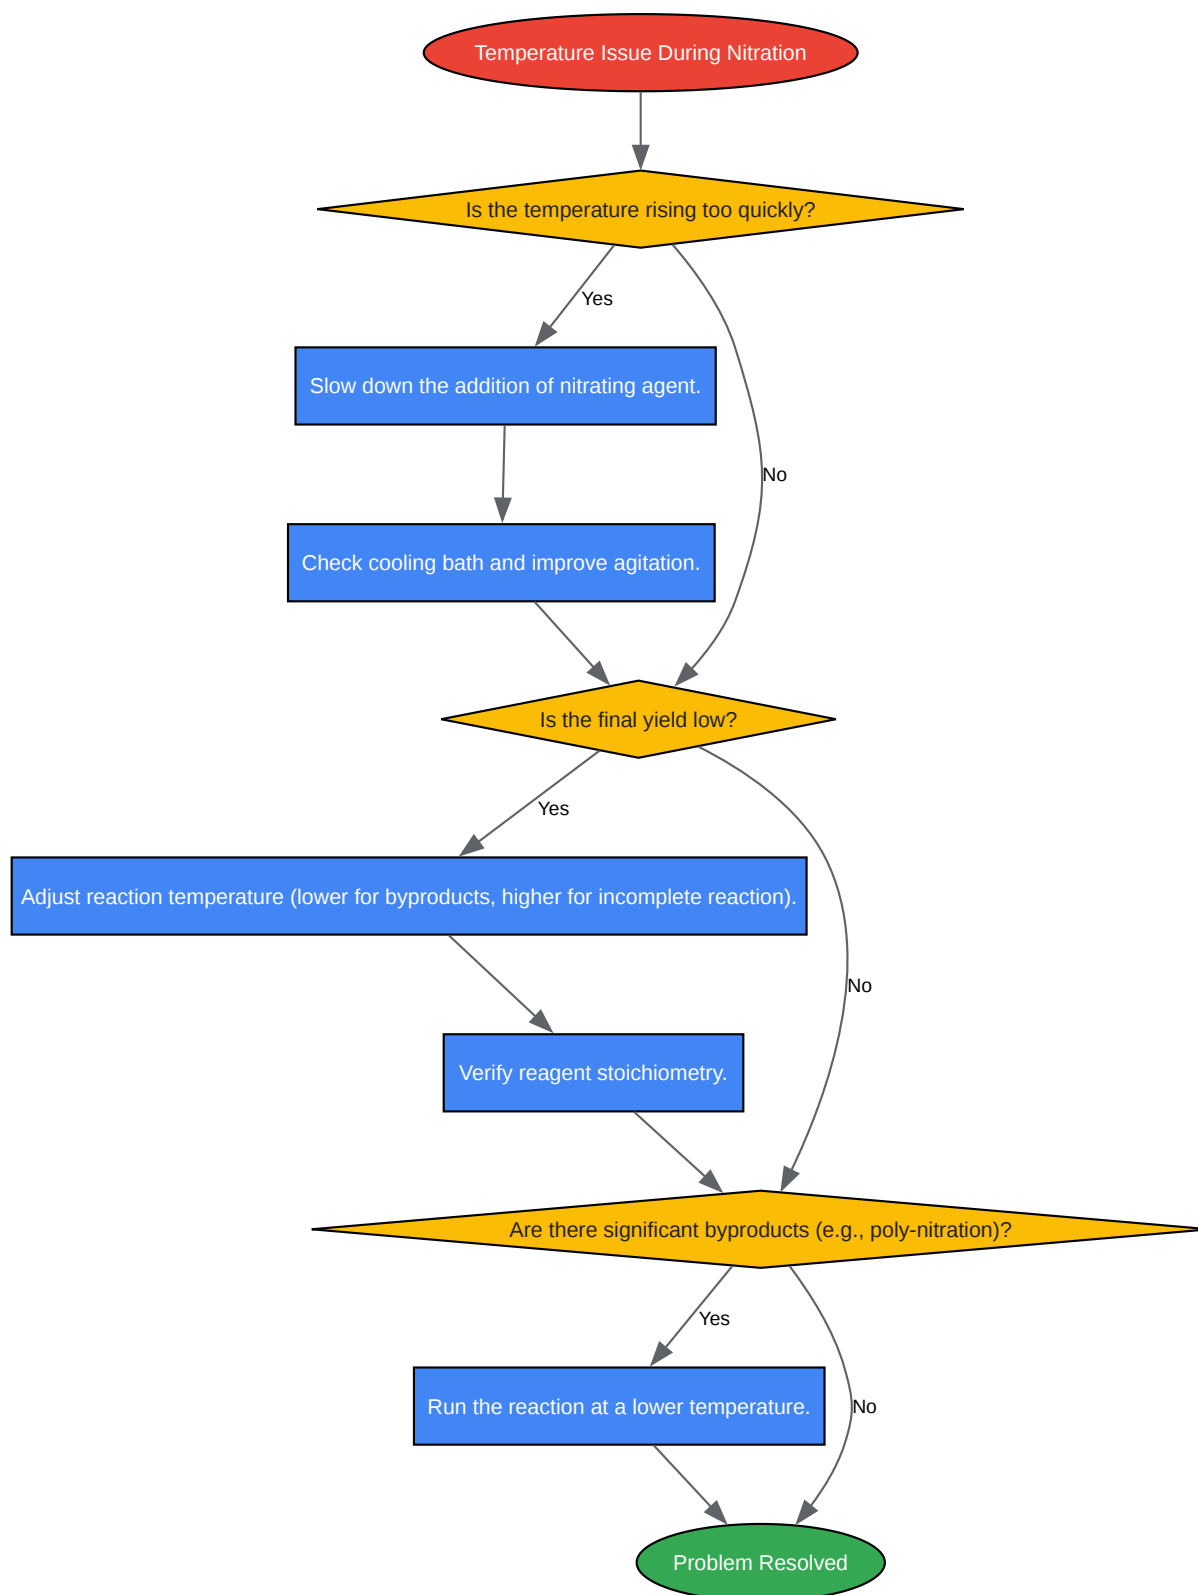 Temperature Issue During Nitration
Is the temperature rising too quickly?
Yes
Slow down the addition of nitrating agent.
No
Check cooling bath and improve agitation.
Is the final yield low?
Yes
Adjust reaction temperature (lower for byproducts, higher for incomplete reaction).
No
Verify reagent stoichiometry.
Are there significant byproducts (e.g., poly-nitration)?
Yes
Run the reaction at a lower temperature.
No
Problem Resolved